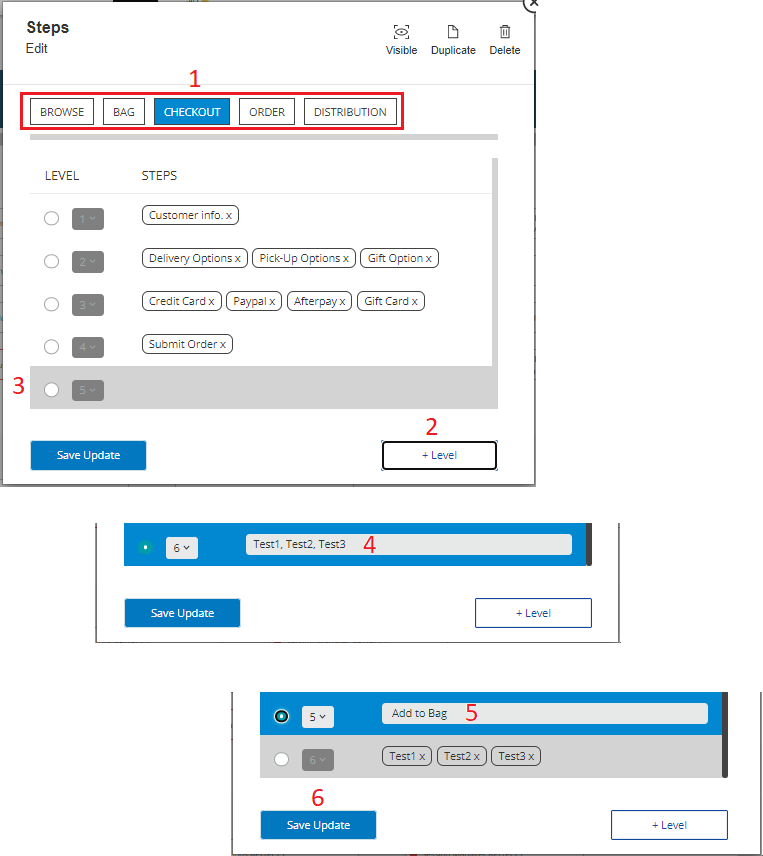 Steps
Edit
Visible Duplicate Delete
1
BROWSE BAG CHECKOUT ORDER DISTRIBUTION
LEVEL STEPS
1 Customer info. x
2 Delivery Options x Pick-Up Options x Gift Option x
3 Credit Card x Paypal x Afterpay x Gift Card x
4 Submit Order x
3 5
2
Save Update + Level
6 Test1, Test2, Test3 4
Save Update + Level
5 Add to Bag 5
6 Test1 x Test2 x Test3 x
6
Save Update + Level